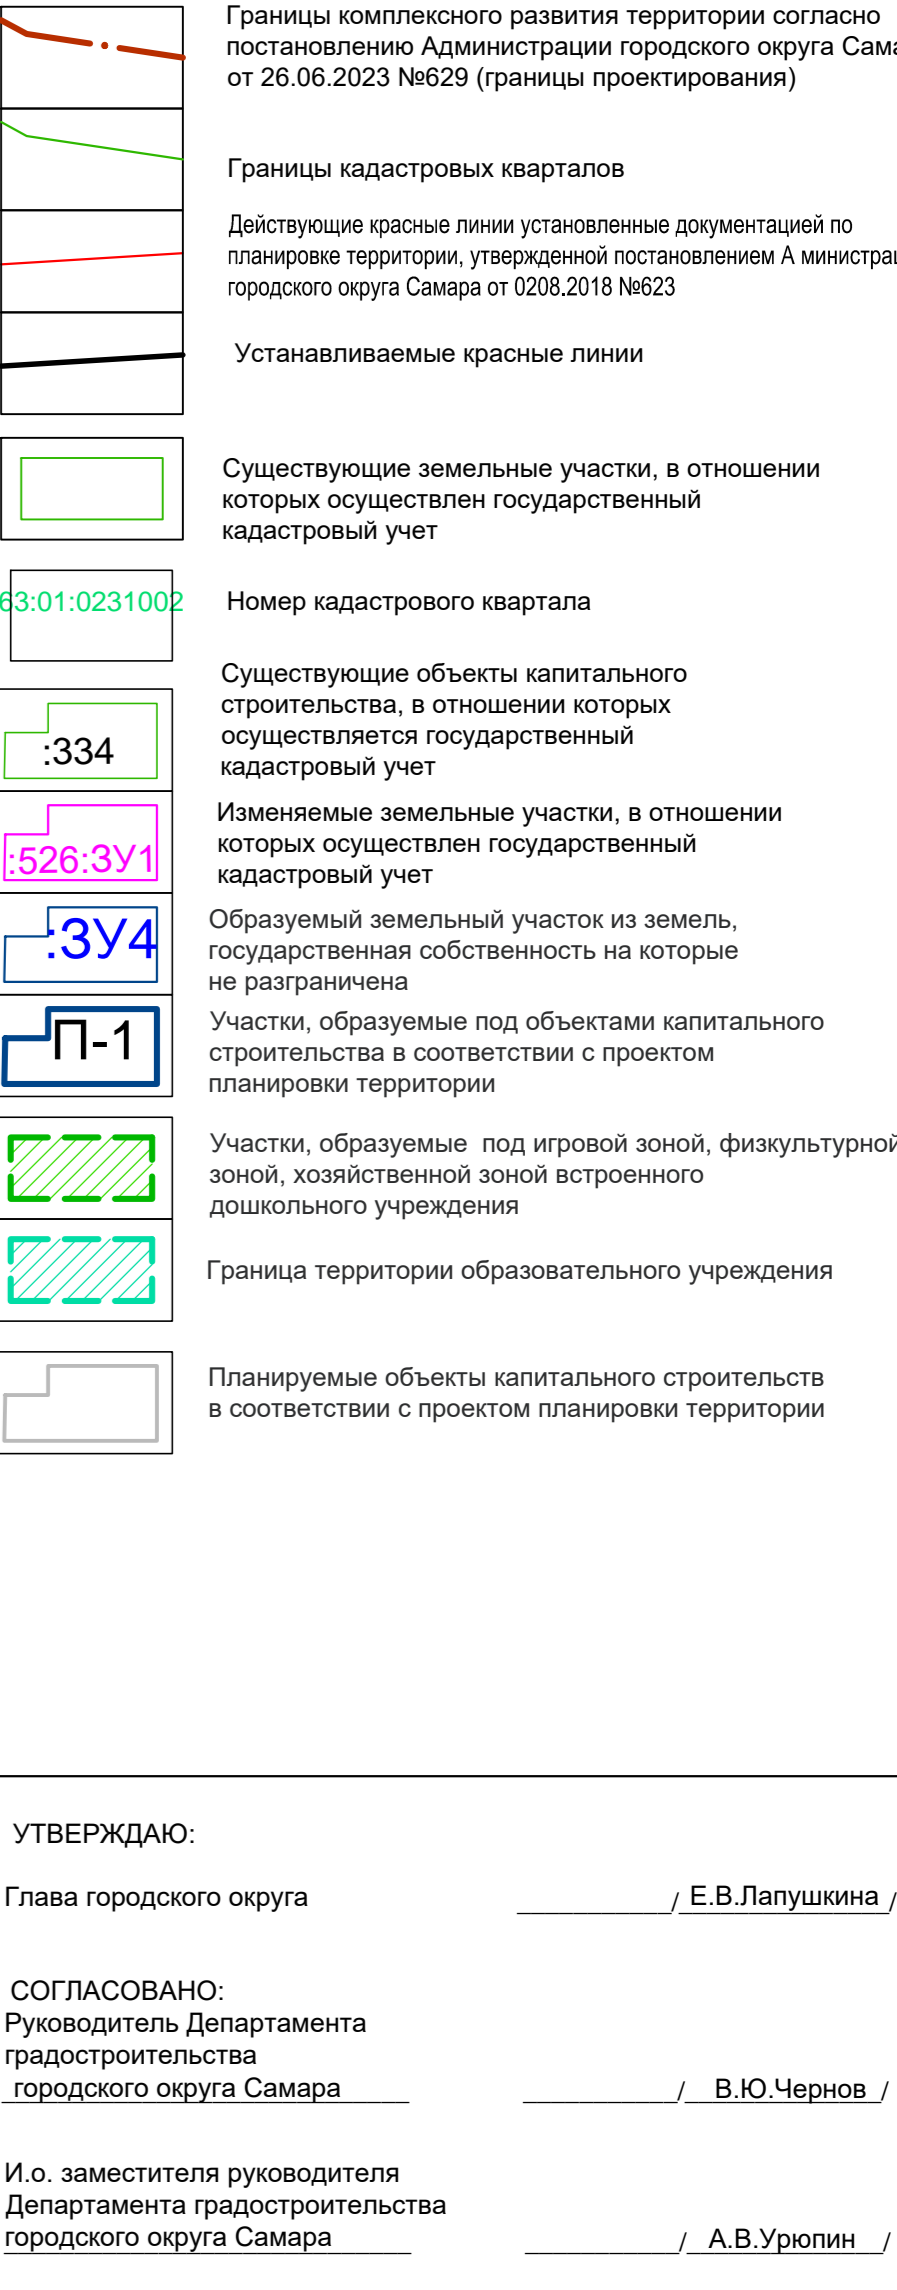 Границы комплексного развития территории согласно
постановлению Администрации городского округа
от 26.06.2023 №629 (границы проектирования)
Границы кадастровых кварталов
Действующие красные линии установленные документацией по
планировке территории, утвержденной постановлением А министрац
городского округа Самара от 0208.2018 №623
Устанавливаемые красные линии
Существующие земельные участки, в отношении
которых осуществлен государственный
кадастровый учет
63:01:0231002
Номер кадастрового квартала
Существующие объекты капитального
строительства, в отношении которых
осуществляется государственный
кадастровый учет
:334
Изменяемые земельные участки, в отношении
которых осуществлен государственный
кадастровый учет
:526:ЗУ1
Образуемый земельный участок из земель,
государственная собственность на которые
не разграничена
:ЗУ4
Участки, образуемые под объектами капитального
строительства в соответствии с проектом
планировки территории
П-1
Участки, образуемые под игровой зоной, физкультурной
зоной, хозяйственной зоной встроенного
дошкольного учреждения
Граница территории образовательного учреждения
Планируемые объекты капитального строительств
в соответствии с проектом планировки территории
УТВЕРЖДАЮ:
Глава городского округа ___________/ Е.В.Лапушкина /
СОГЛАСОВАНО:
Руководитель Департамента
градостроительства
городского округа Самара ___________/ В.Ю.Чернов /
И.о. заместителя руководителя
Департамента градостроительства
городского округа Самара ___________/ А.В.Урюпин /